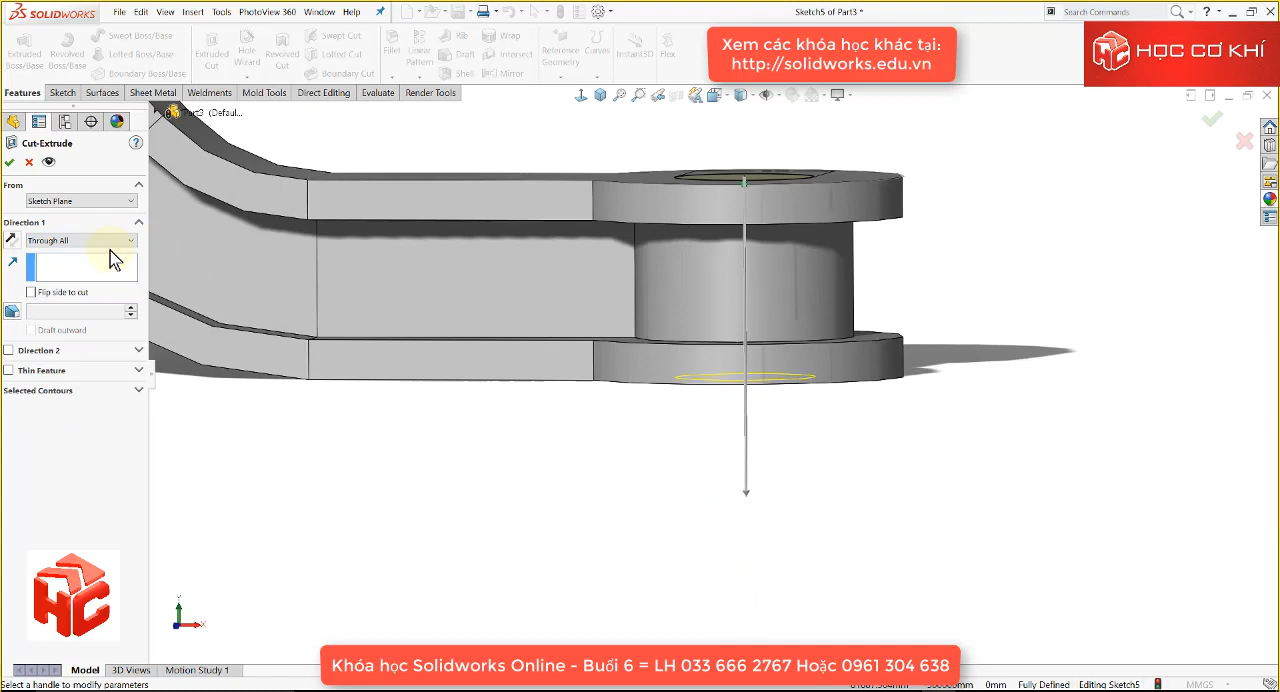 SOLIDWORKS
File Edit View Insert Tools PhotoView 360 Window Help
Sketch5 of Part3 *
Search Commands
Extruded Boss/Base
Revolved Boss/Base
Swept Boss/Base
Lofted Boss/Base
Boundary Boss/Base
Extruded Cut
Hole Wizard
Revolved Cut
Swept Cut
Lofted Cut
Boundary Cut
Fillet
Linear Pattern
Rib
Draft
Shell
Wrap
Intersect
Mirror
Reference Geometry
Curves
Instant3D
Flex
Xem các khóa học khác tại:
http://solidworks.edu.vn
HỌC CƠ KHÍ
Features Sketch Surfaces Sheet Metal Weldments Mold Tools Direct Editing Evaluate Render Tools
Part3 (Defaul...
Cut-Extrude
From
Sketch Plane
Direction 1
Through All
Flip side to cut
Draft outward
Direction 2
Thin Feature
Selected Contours
HC
Y
X
Model 3D Views Motion Study 1
Khóa học Solidworks Online - Buổi 6 = LH 033 666 2767 Hoặc 0961 304 638
Select a handle to modify parameters
0mm Fully Defined Editing Sketch5 MMGS